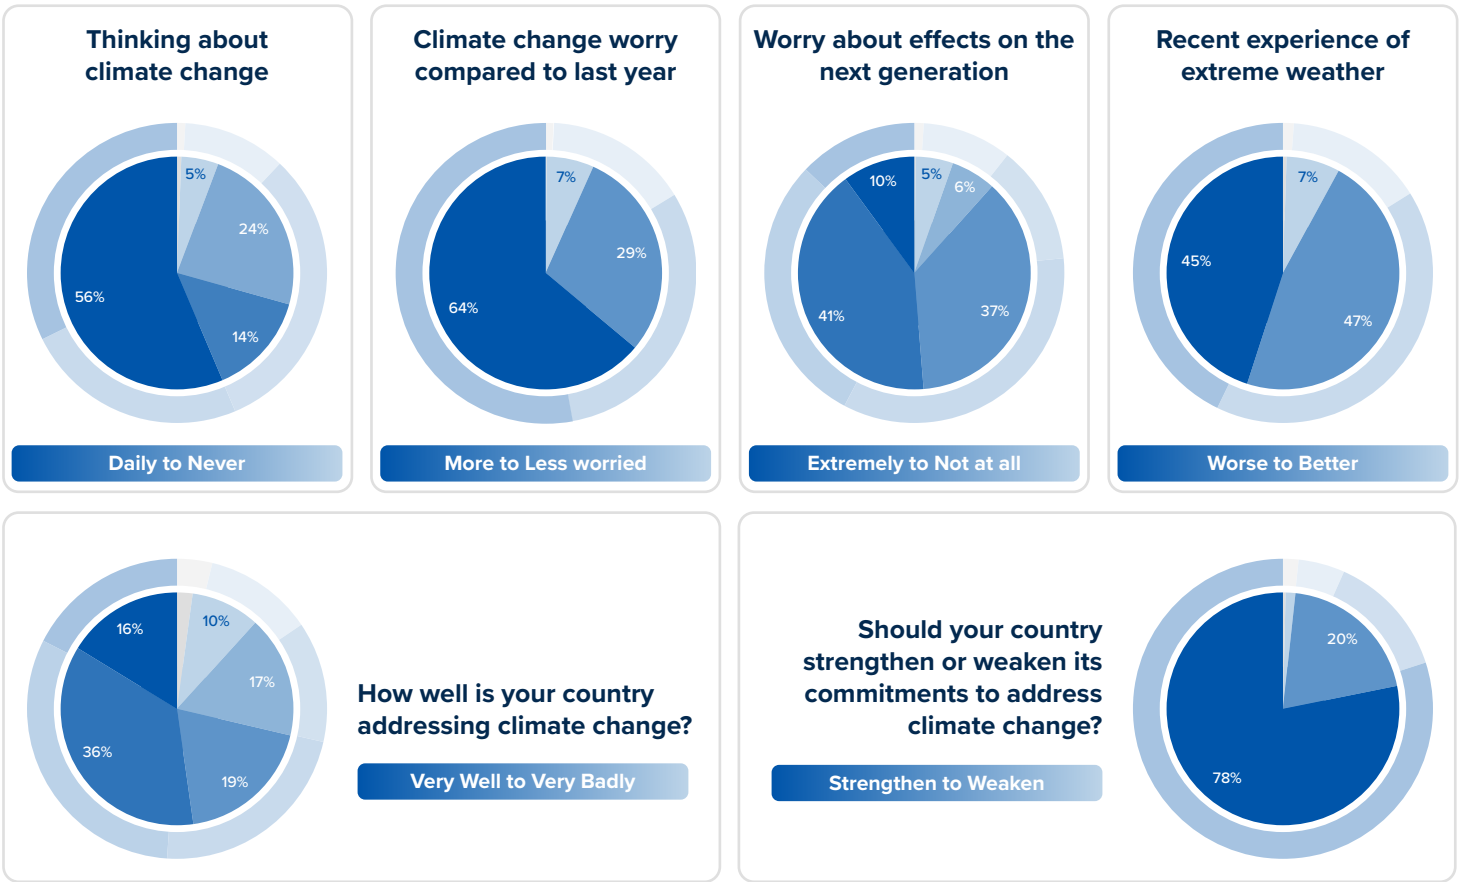 Thinking about
climate change
5%
24%
14%
56%
Daily to Never
Climate change worry
compared to last year
7%
29%
64%
More to Less worried
Worry about effects on the
next generation
10%
5%
6%
37%
41%
Extremely to Not at all
Recent experience of
extreme weather
7%
45%
47%
Worse to Better
16%
10%
17%
36%
19%
How well is your country
addressing climate change?
Very Well to Very Badly
Should your country
strengthen or weaken its
commitments to address
climate change?
Strengthen to Weaken
20%
78%